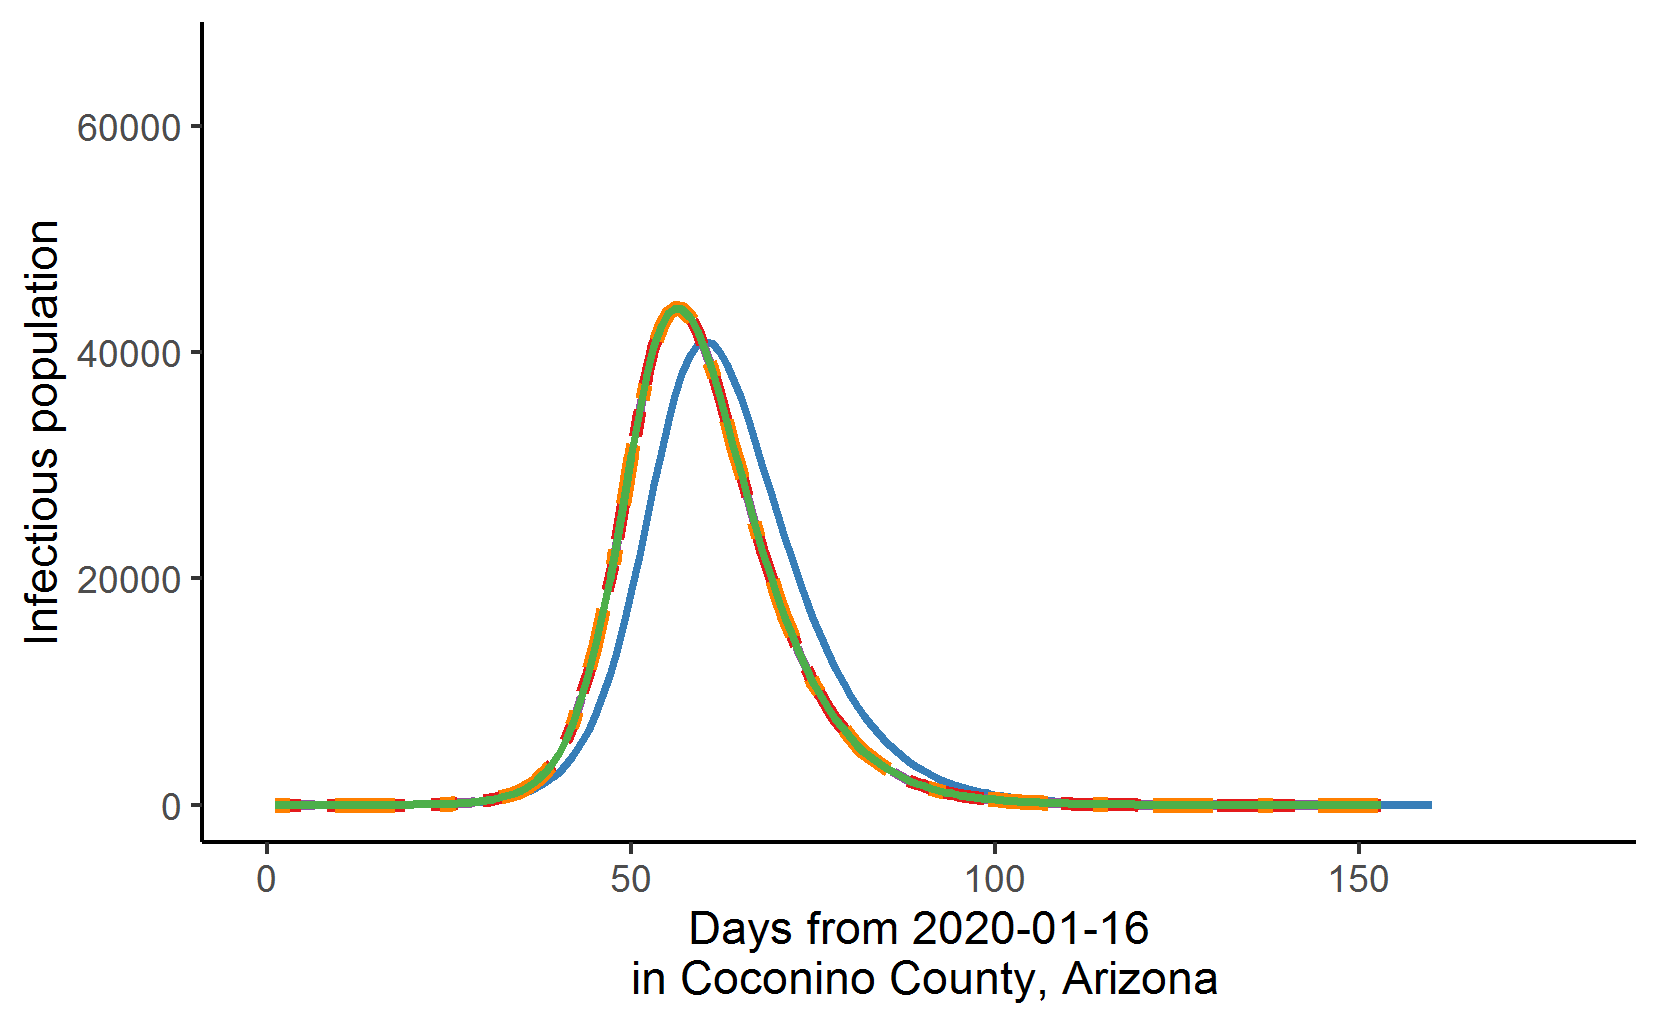 60000
40000
20000
0
Infectious population
0 50 100 150
Days from 2020-01-16
in Coconino County, Arizona